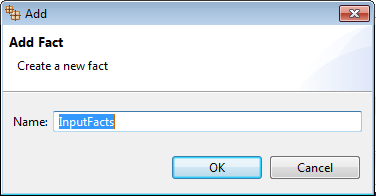 Add
Add Fact
Create a new fact
Name: InputFacts
OK Cancel